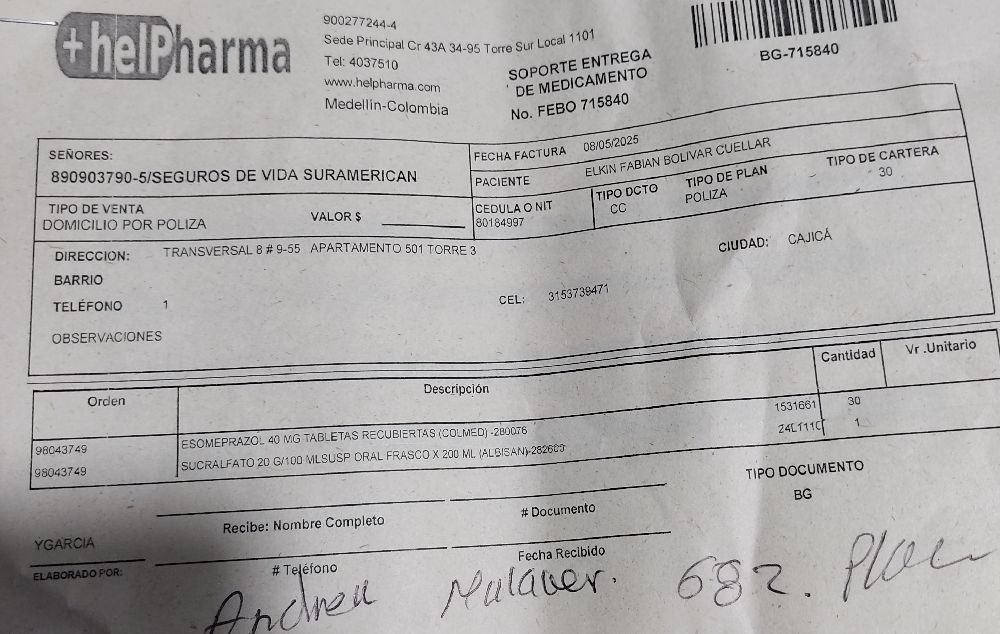 +helPharma
900277244-4
Sede Principal Cr 43A 34-95 Torre Sur Local 1101
Tel: 4037510
www.helpharma.com
Medellín-Colombia
SOPORTE ENTREGA
DE MEDICAMENTO
No. FEBO 715840
BG-715840
SEÑORES:
890903790-5/SEGUROS DE VIDA SURAMERICAN
FECHA FACTURA 08/05/2025
PACIENTE ELKIN FABIAN BOLIVAR CUELLAR
TIPO DE VENTA
DOMICILIO POR POLIZA
VALOR $
CEDULA O NIT
80184997
TIPO DCTO
CC
TIPO DE PLAN
POLIZA
TIPO DE CARTERA
30
DIRECCION: TRANSVERSAL 8 # 9-55 APARTAMENTO 501 TORRE 3
CIUDAD: CAJICÁ
BARRIO
TELÉFONO 1
CEL: 3153739471
OBSERVACIONES
Orden Descripción Cantidad Vr .Unitario
98043749 ESOMEPRAZOL 40 MG TABLETAS RECUBIERTAS (COLMED) -280076 1531661 30
98043749 SUCRALFATO 20 G/100 MLSUSP ORAL FRASCO X 200 ML (ALBISAN)- 1
TIPO DOCUMENTO
BG
Recibe: Nombre Completo
# Documento
YGARCIA
ELABORADO POR:
# Teléfono
Fecha Recibido
Andrea Malaver. 682.